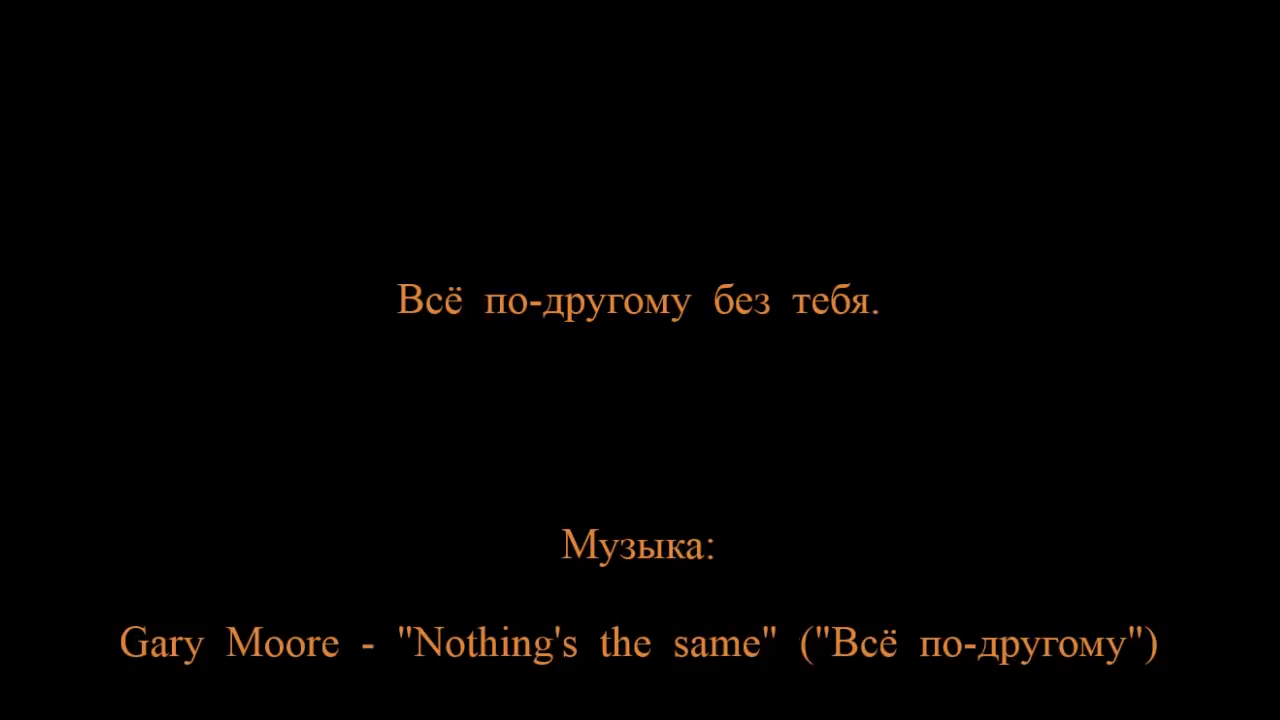 Всё по-другому без тебя.
Музыка:
Gary Moore - "Nothing's the same" ("Всё по-другому")